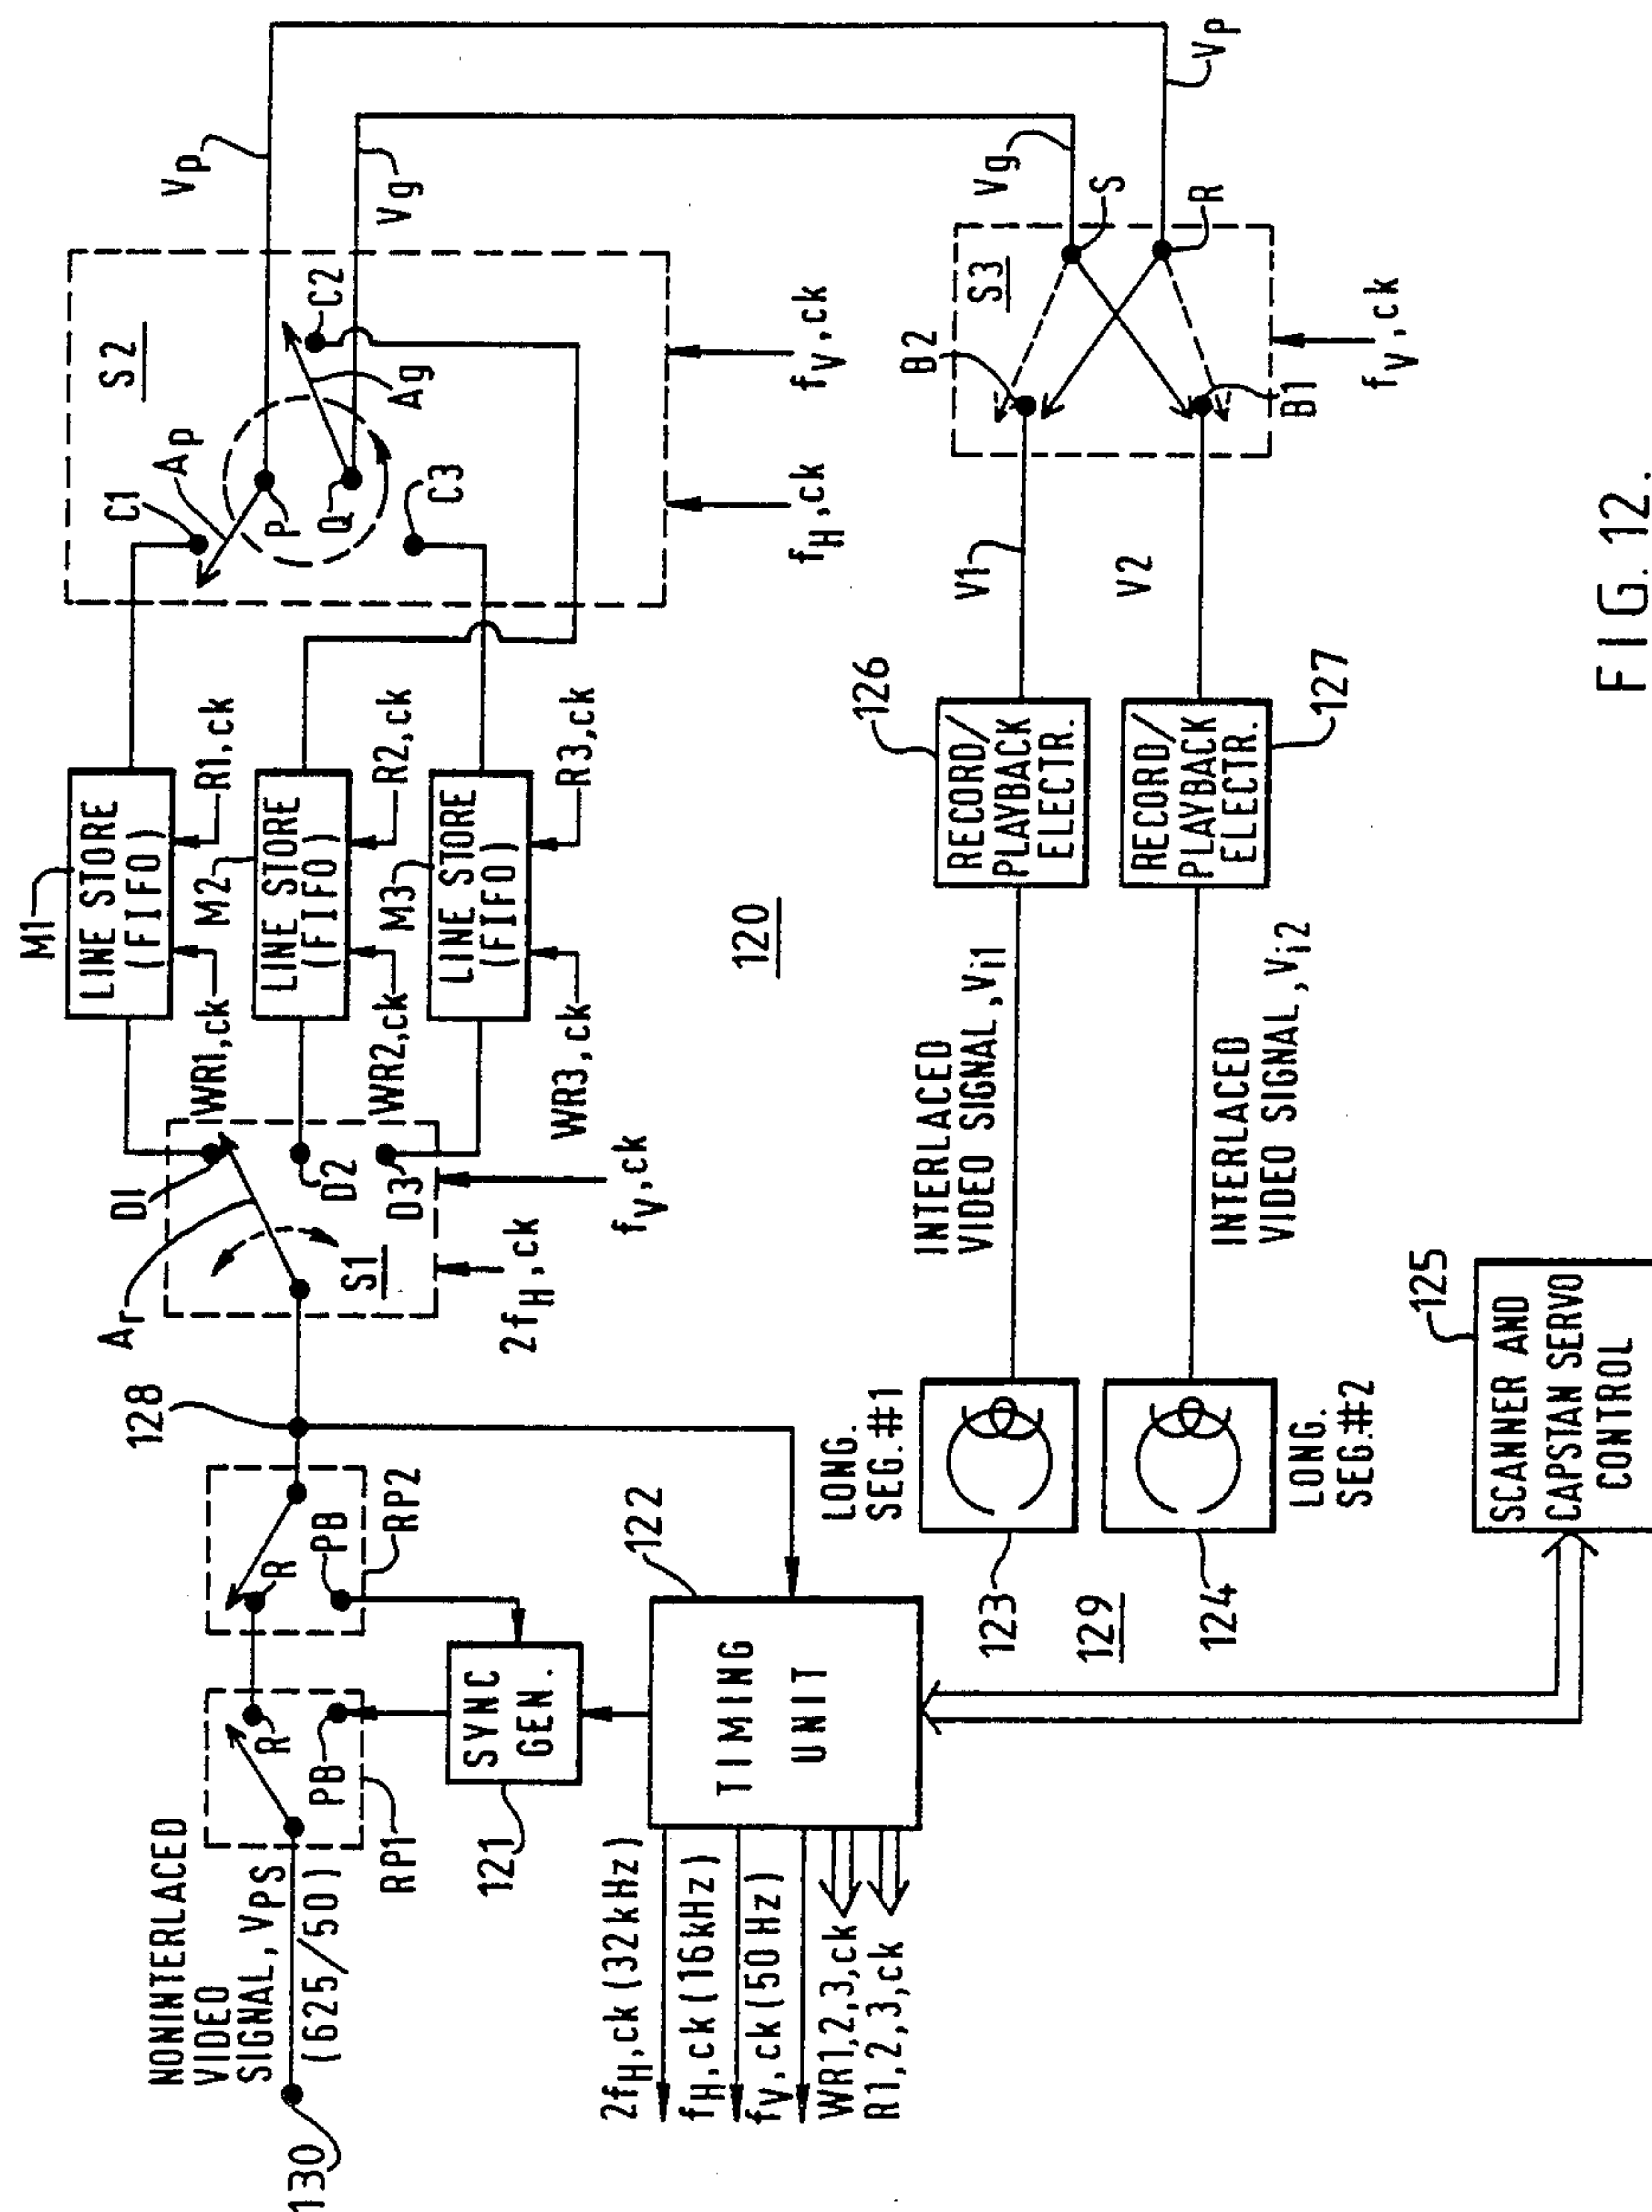 NONINTERLACED
VIDEO
SIGNAL, VPS
(625/50)
130
RP1
R
PB
RP2
R
PB
128
SYNC
GEN.
121
TIMING
UNIT
122
2fH,ck (32kHz)
fH,ck (16kHz)
fV,ck (50Hz)
WR1,2,3,ck
R1,2,3,ck
Ar
D1
D2
D3
S1
2fH,ck
fV,ck
M1
LINE STORE
(FIFO)
WR1,ck
R1,ck
M2
LINE STORE
(FIFO)
WR2,ck
R2,ck
M3
LINE STORE
(FIFO)
WR3,ck
R3,ck
S2
C1
Ap
P
Q
C3
Ag
C2
fH,ck
fV,ck
Vp
Vg
120
LONG.
SEG.#1
123
129
124
LONG.
SEG.#2
INTERLACED
VIDEO SIGNAL,Vi1
INTERLACED
VIDEO SIGNAL,Vi2
126
RECORD/
PLAYBACK
ELECTR.
RECORD/
PLAYBACK
ELECTR.
127
V1
V2
B2
S3
B1
S
R
Vg
Vp
fV,ck
125
SCANNER AND
CAPSTAN SERVO
CONTROL
FIG. 12.